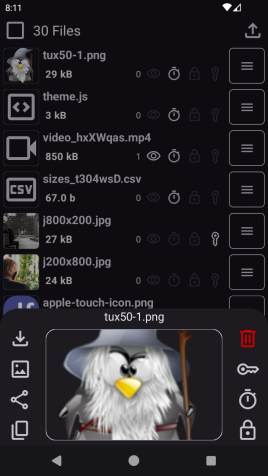 8:11
30 Files
tux50-1.png
29 kB 0
theme.js
3 kB 0
video_hxXWqas.mp4
850 kB 1
CSV
sizes_t304wsD.csv
67.0 b 0
j800x200.jpg
27 kB 0
j200x800.jpg
24 kB 0
apple-touch-icon.png
tux50-1.png